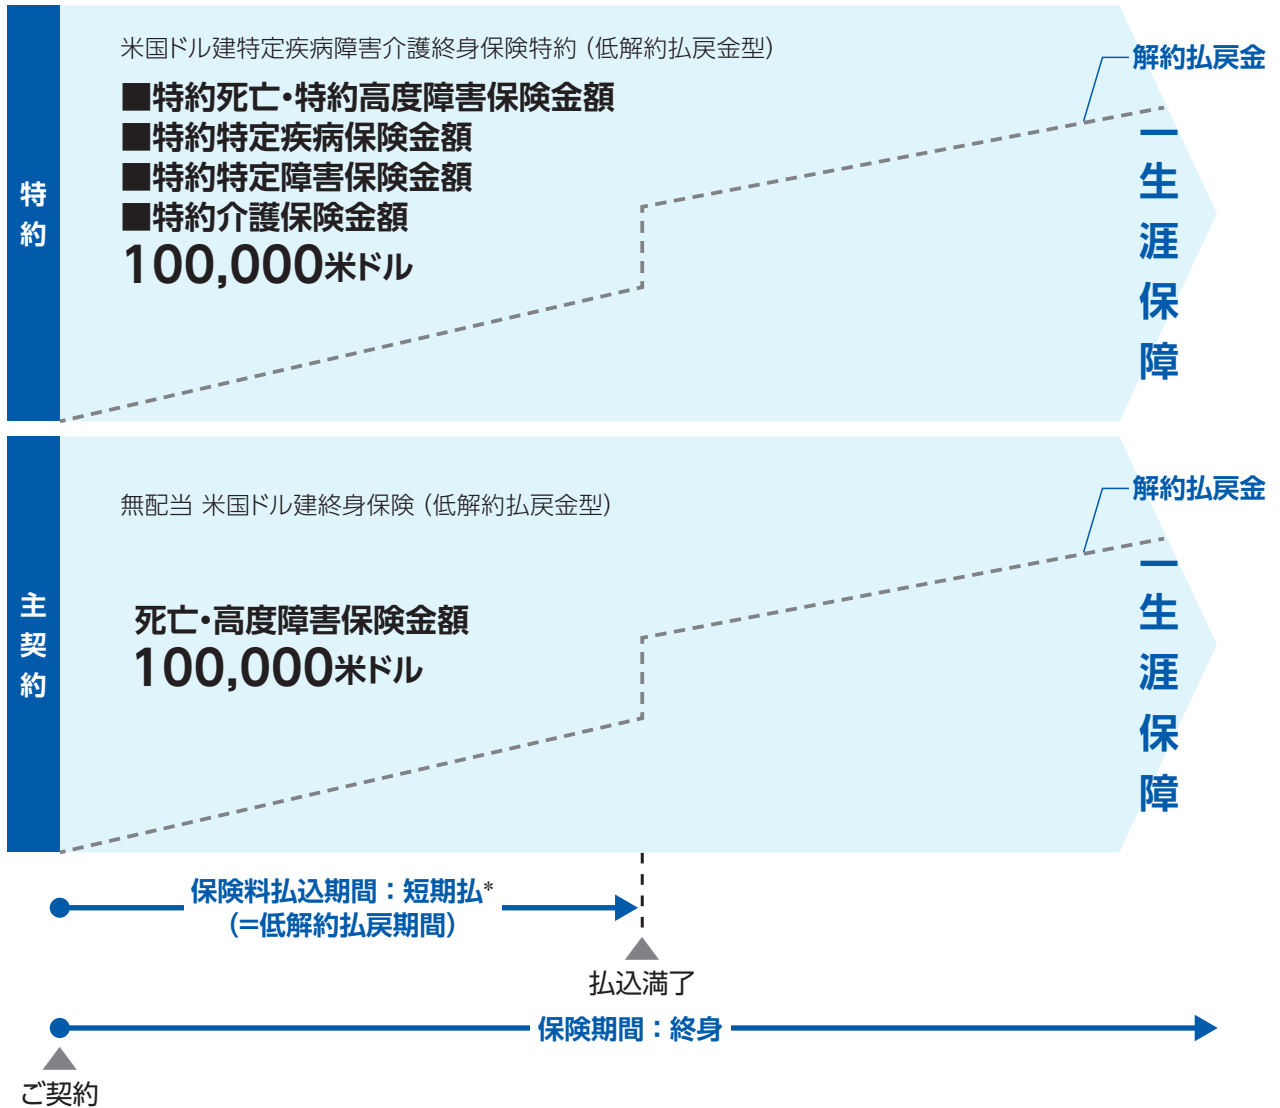 特約
米国ドル建特定疾病障害介護終身保険特約（低解約払戻金型）
■特約死亡・特約高度障害保険金額
■特約特定疾病保険金額
■特約特定障害保険金額
■特約介護保険金額
100,000米ドル
解約払戻金
一生涯保障
主契約
無配当 米国ドル建終身保険（低解約払戻金型）
死亡・高度障害保険金額
100,000米ドル
解約払戻金
一生涯保障
保険料払込期間：短期払*
（=低解約払戻期間）
払込満了
保険期間：終身
ご契約